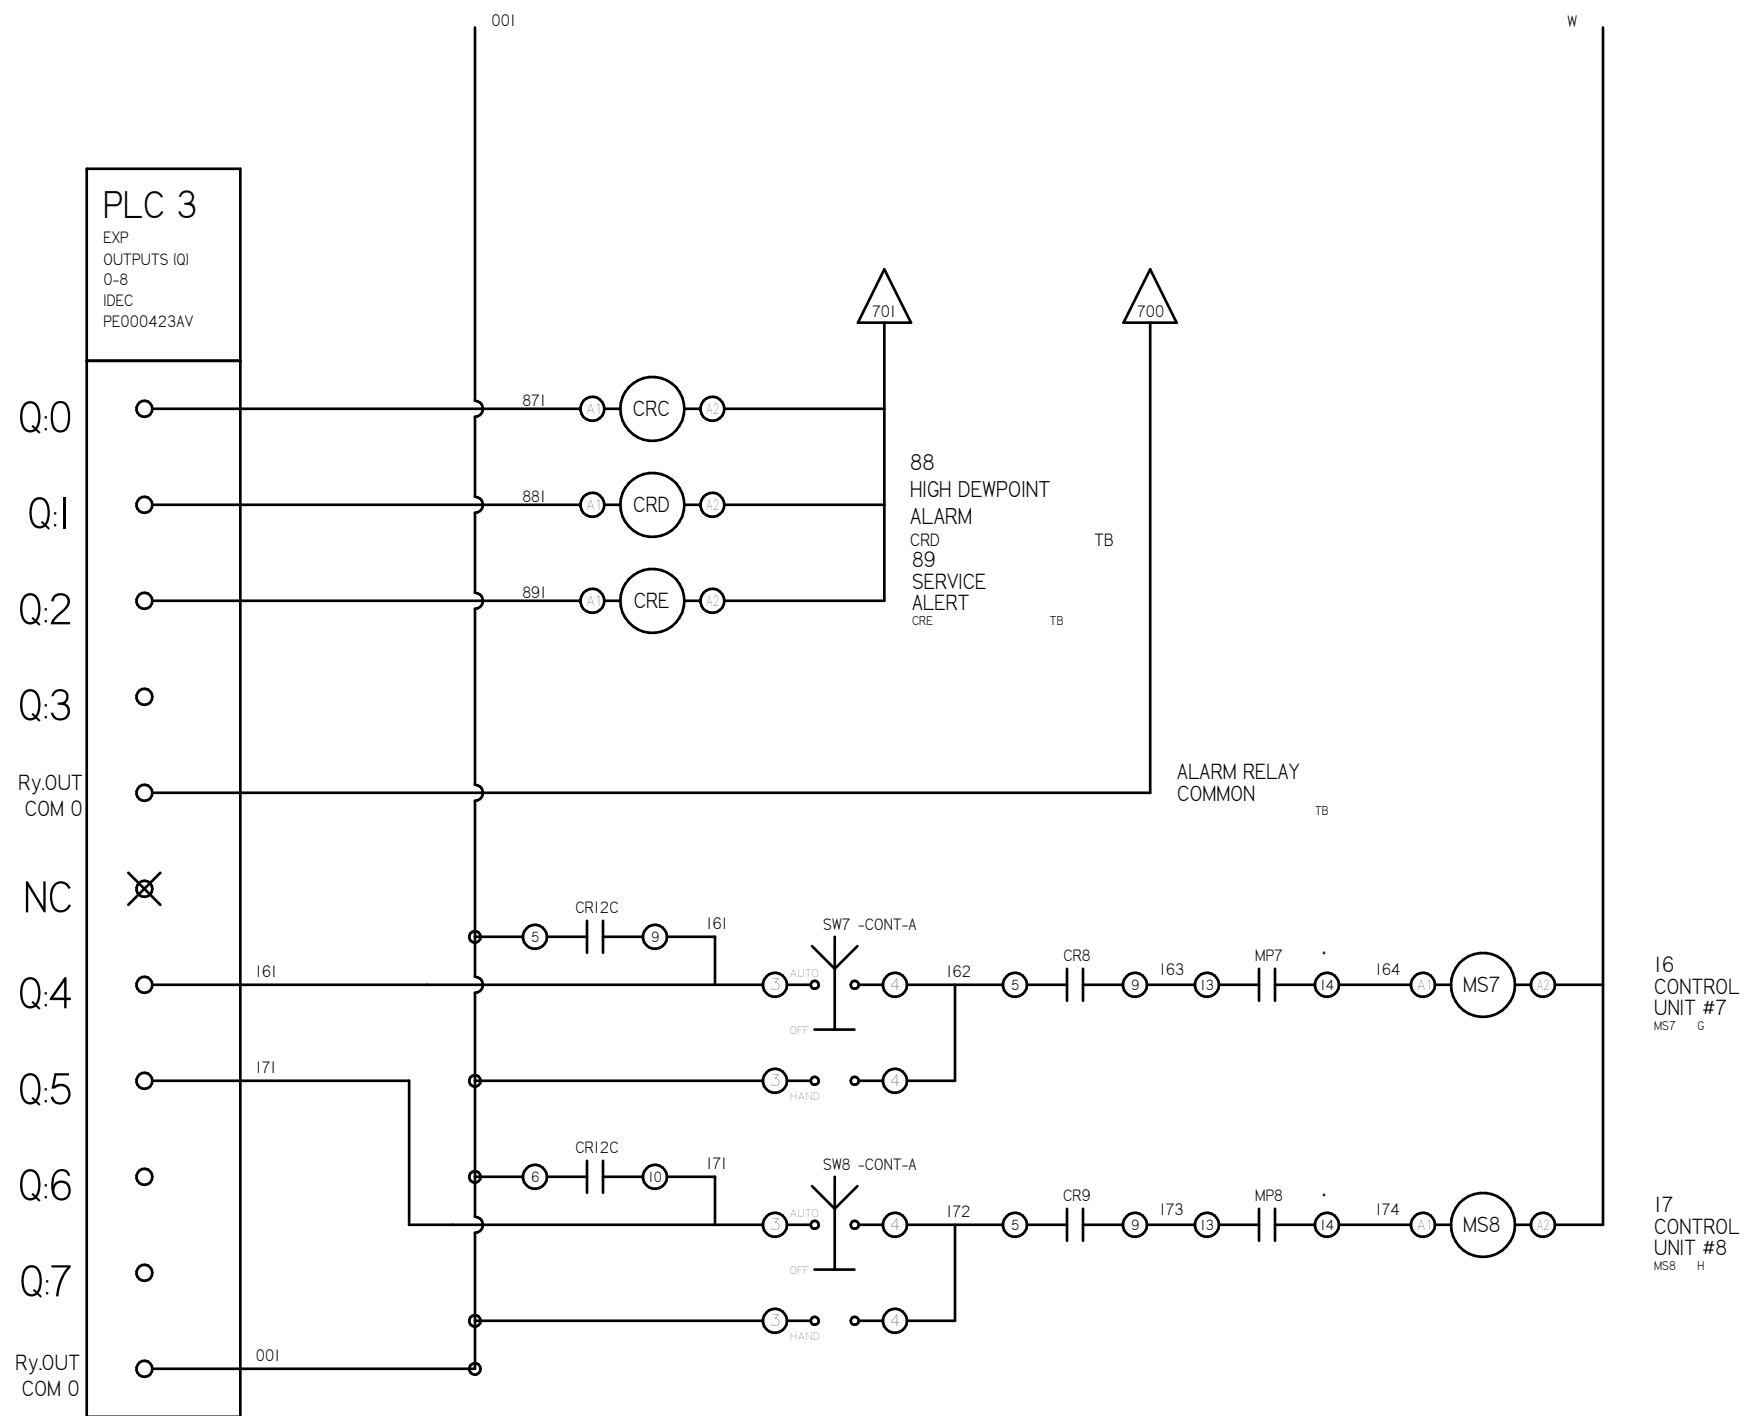 001
W
PLC 3
EXP
OUTPUTS (Q)
0-8
IDEC
PE000423AV
701
700
Q:0
871
A1
CRC
A2
88
HIGH DEWPOINT
ALARM
CRD TB
Q:1
881
A1
CRD
A2
89
SERVICE
ALERT
CRE TB
Q:2
891
A1
CRE
A2
Q:3
Ry.OUT
COM 0
ALARM RELAY
COMMON
TB
NC
CR12C
5
9
161
SW7 -CONT-A
Q:4
161
3
AUTO
OFF
4
162
5
CR8
9
163
13
MP7
14
164
A1
MS7
A2
16
CONTROL
UNIT #7
MS7 G
Q:5
171
3
HAND
4
Q:6
CR12C
6
10
171
SW8 -CONT-A
3
AUTO
OFF
4
172
5
CR9
9
173
13
MP8
14
174
A1
MS8
A2
17
CONTROL
UNIT #8
MS8 H
Q:7
3
HAND
4
Ry.OUT
COM 0
001